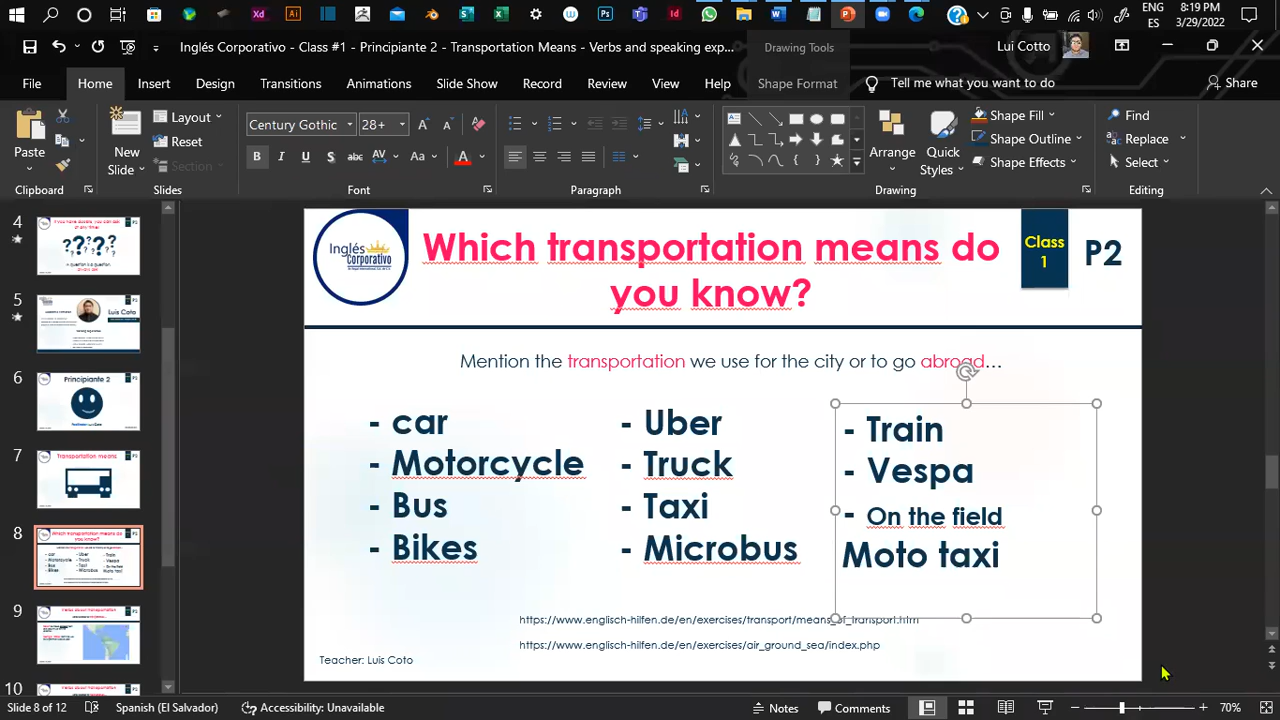 ENG
ES
8:19 PM
3/29/2022
Inglés Corporativo - Class #1 - Principiante 2 - Transportation Means - Verbs and speaking exp...
Drawing Tools
Lui Cotto
File
Home
Insert
Design
Transitions
Animations
Slide Show
Record
Review
View
Help
Shape Format
Tell me what you want to do
Share
Paste
New
Slide
Layout
Reset
Section
Century Gothic
28+
Arrange
Quick
Styles
Shape Fill
Shape Outline
Shape Effects
Find
Replace
Select
Clipboard
Slides
Font
Paragraph
Drawing
Editing
4
5
Luis Coto
6
Principiante 2
7
Transportation means
8
9
10
Inglés
Corporativo
Which transportation means do
you know?
Class
1
P2
Mention the transportation we use for the city or to go abroad...
- car
- Motorcycle
- Bus
- Bikes
- Uber
- Truck
- Taxi
- Microbus
- Train
- Vespa
- On the field
Moto taxi
https://www.englisch-hilfen.de/en/exercises/transport/means_of_transport.htm
https://www.englisch-hilfen.de/en/exercises/air_ground_sea/index.php
Teacher: Luis Coto
Slide 8 of 12
Spanish (El Salvador)
Accessibility: Unavailable
Notes
Comments
70%